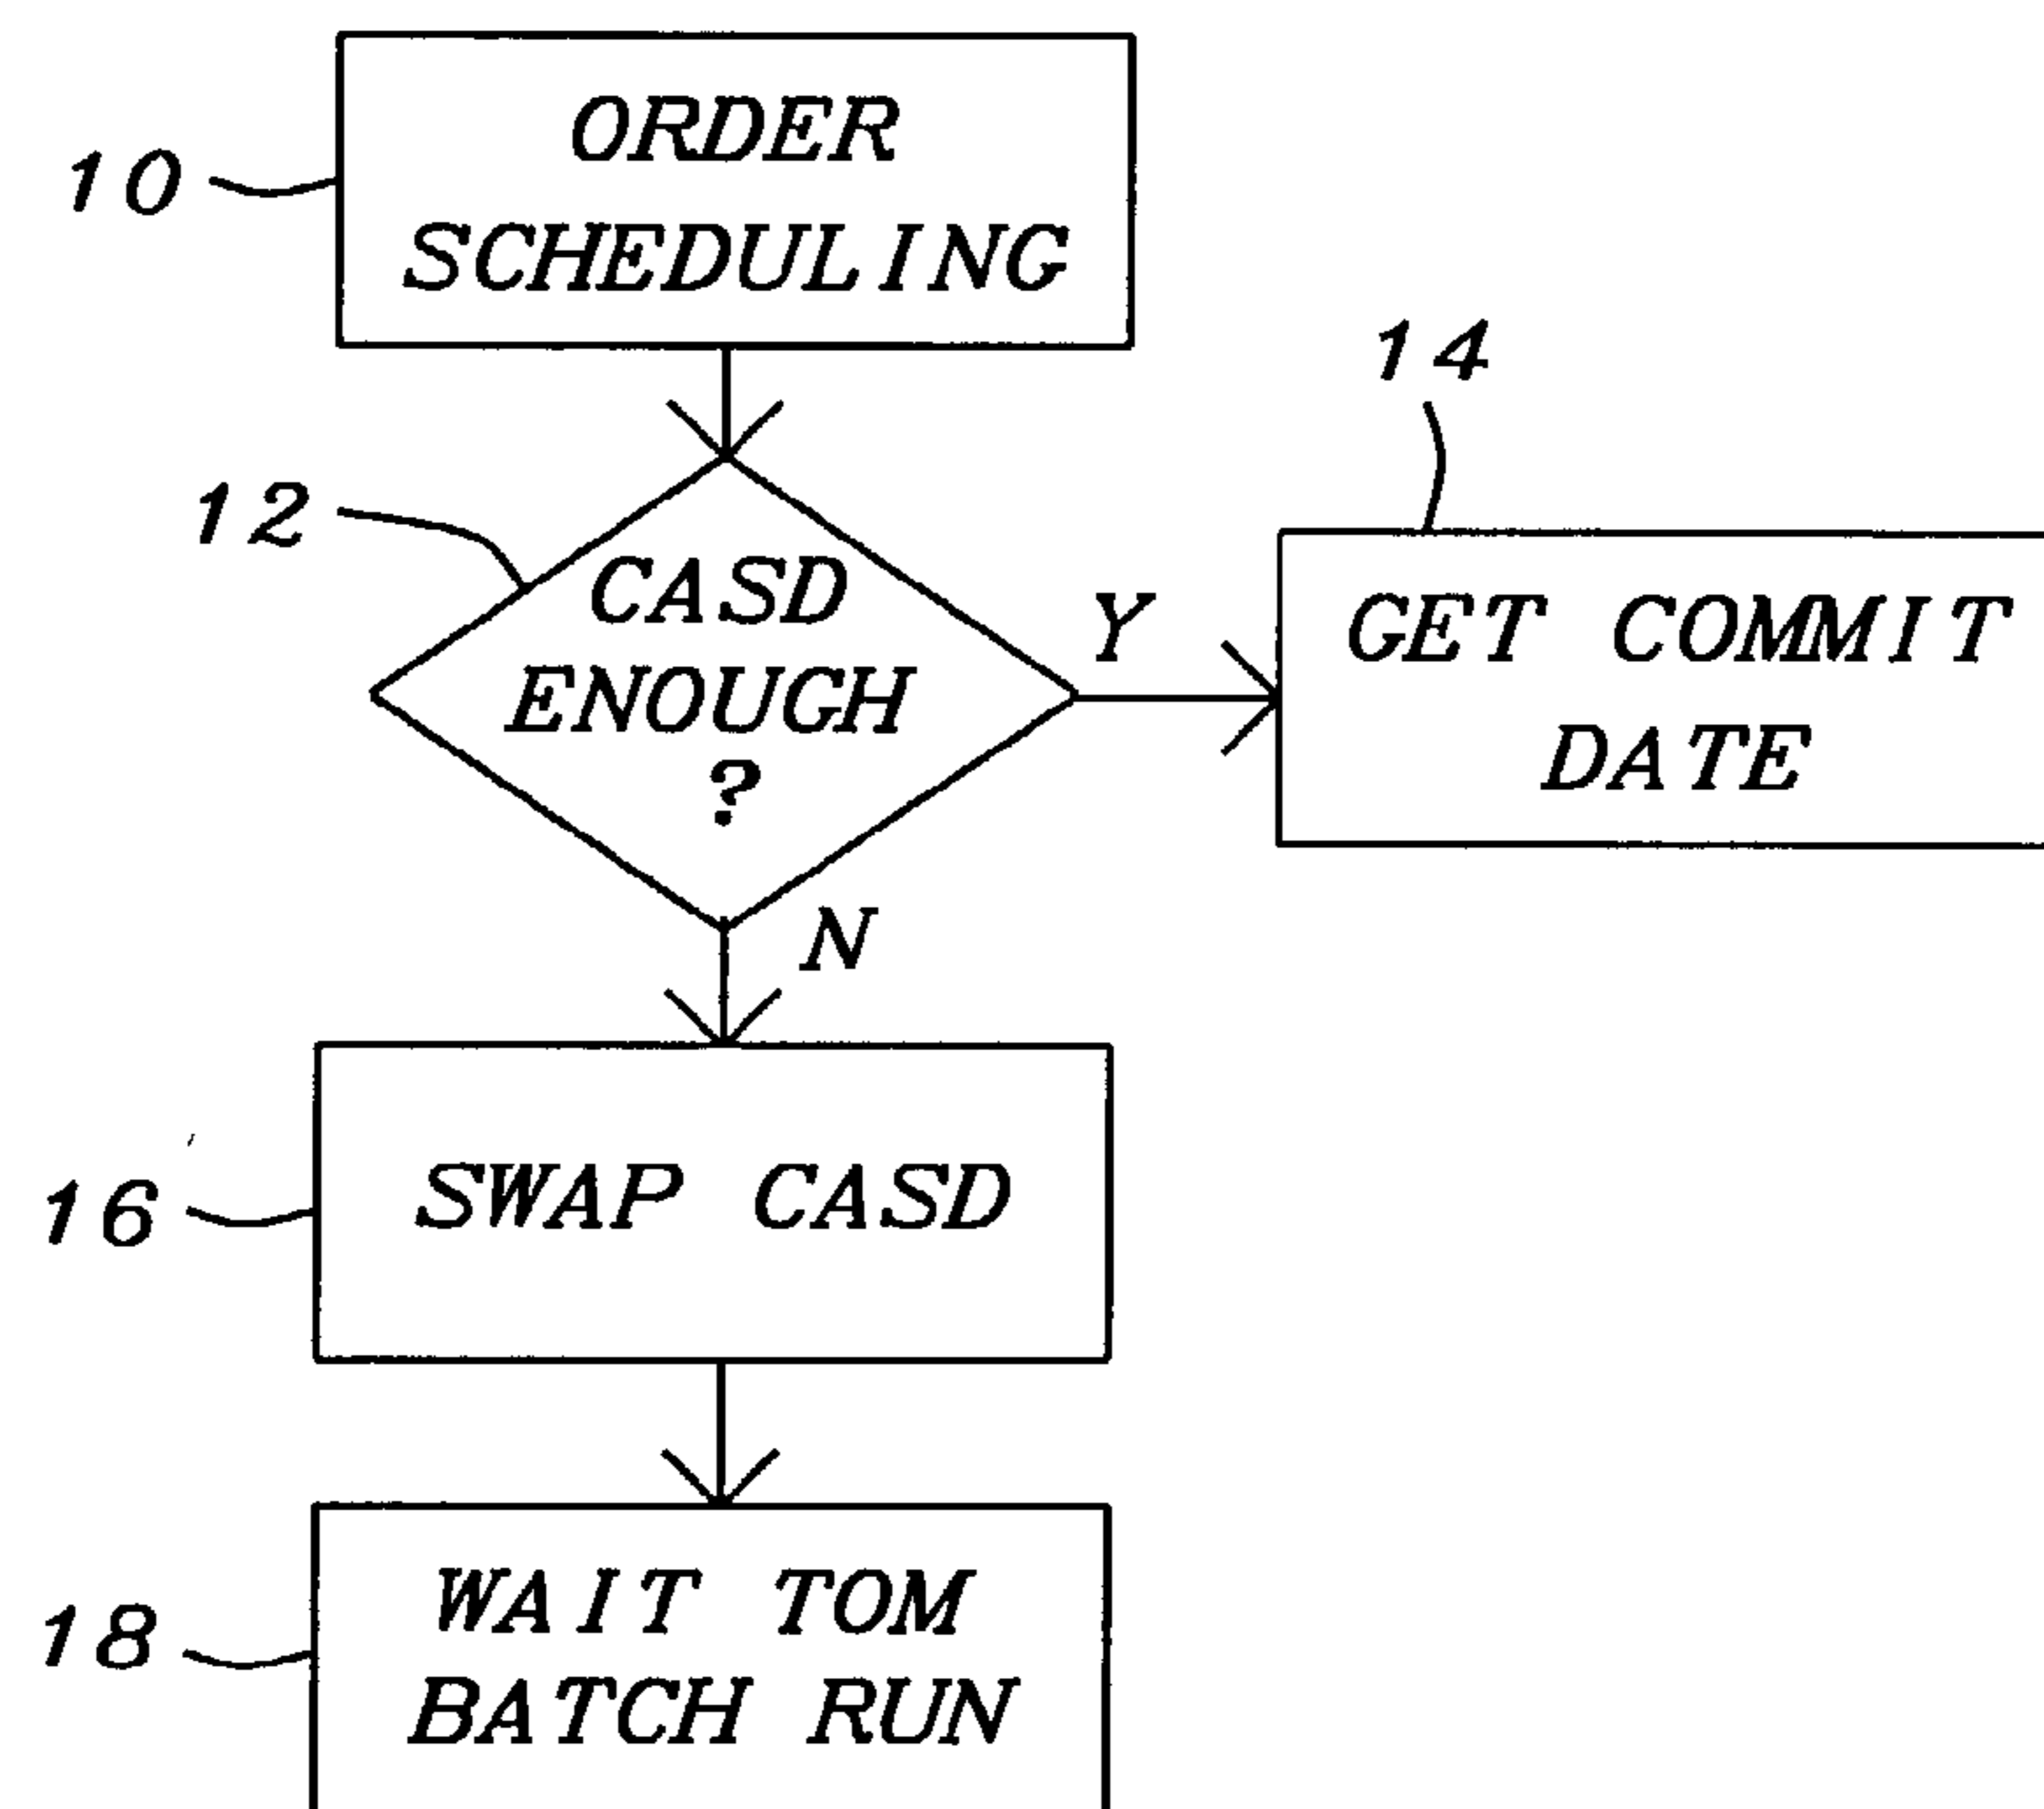 ORDER
SCHEDULING
10
14
12
CASD
ENOUGH
?
Y
GET COMMIT
DATE
N
16
SWAP CASD
18
WAIT TOM
BATCH RUN